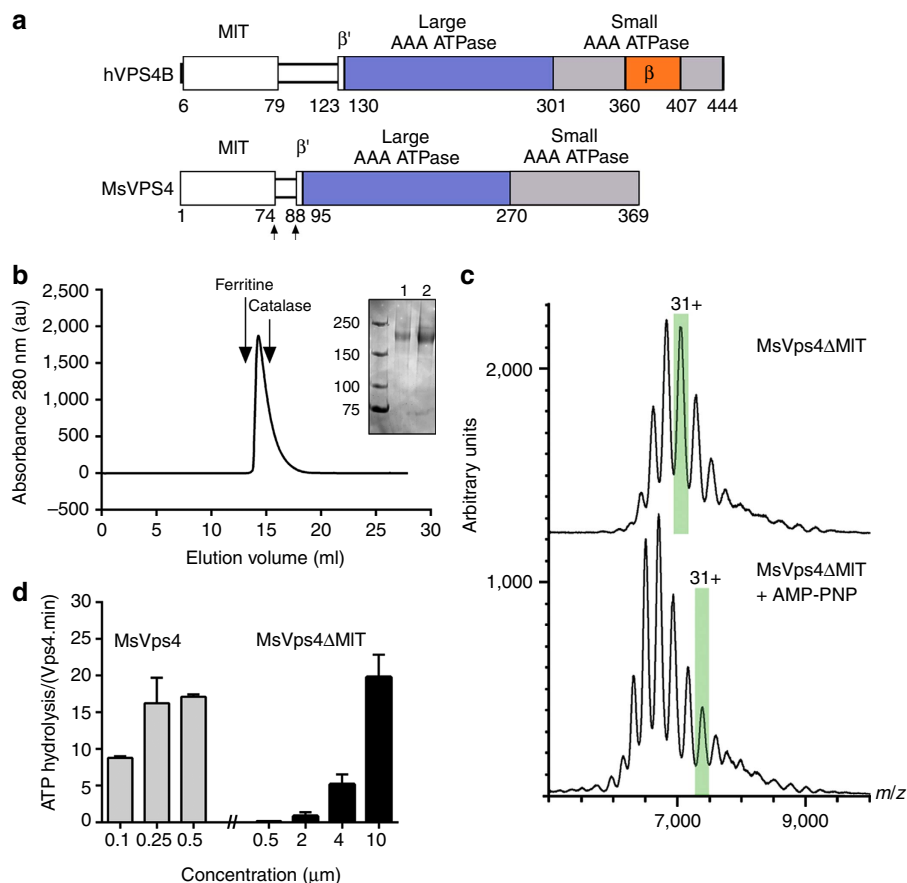 a
MIT
β'
Large
AAA ATPase
Small
AAA ATPase
hVPS4B
β
6 79 123 130 301 360 407 444
MIT
β'
Large
AAA ATPase
Small
AAA ATPase
MsVPS4
1 74 88 95 270 369
b
Absorbance 280 nm (au)
2,500
2,000
1,500
1,000
500
0
–500
Ferritine
Catalase
1 2
250
150
100
75
0 5 10 15 20 25 30
Elution volume (ml)
c
31+
MsVps4ΔMIT
2,000
Arbitrary units
1,000
MsVps4ΔMIT
+ AMP-PNP
31+
m/z
7,000 9,000
d
ATP hydrolysis/(Vps4.min)
30
25
20
15
10
5
0
MsVps4 MsVps4ΔMIT
0.1 0.25 0.5 0.5 2 4 10
Concentration (μm)